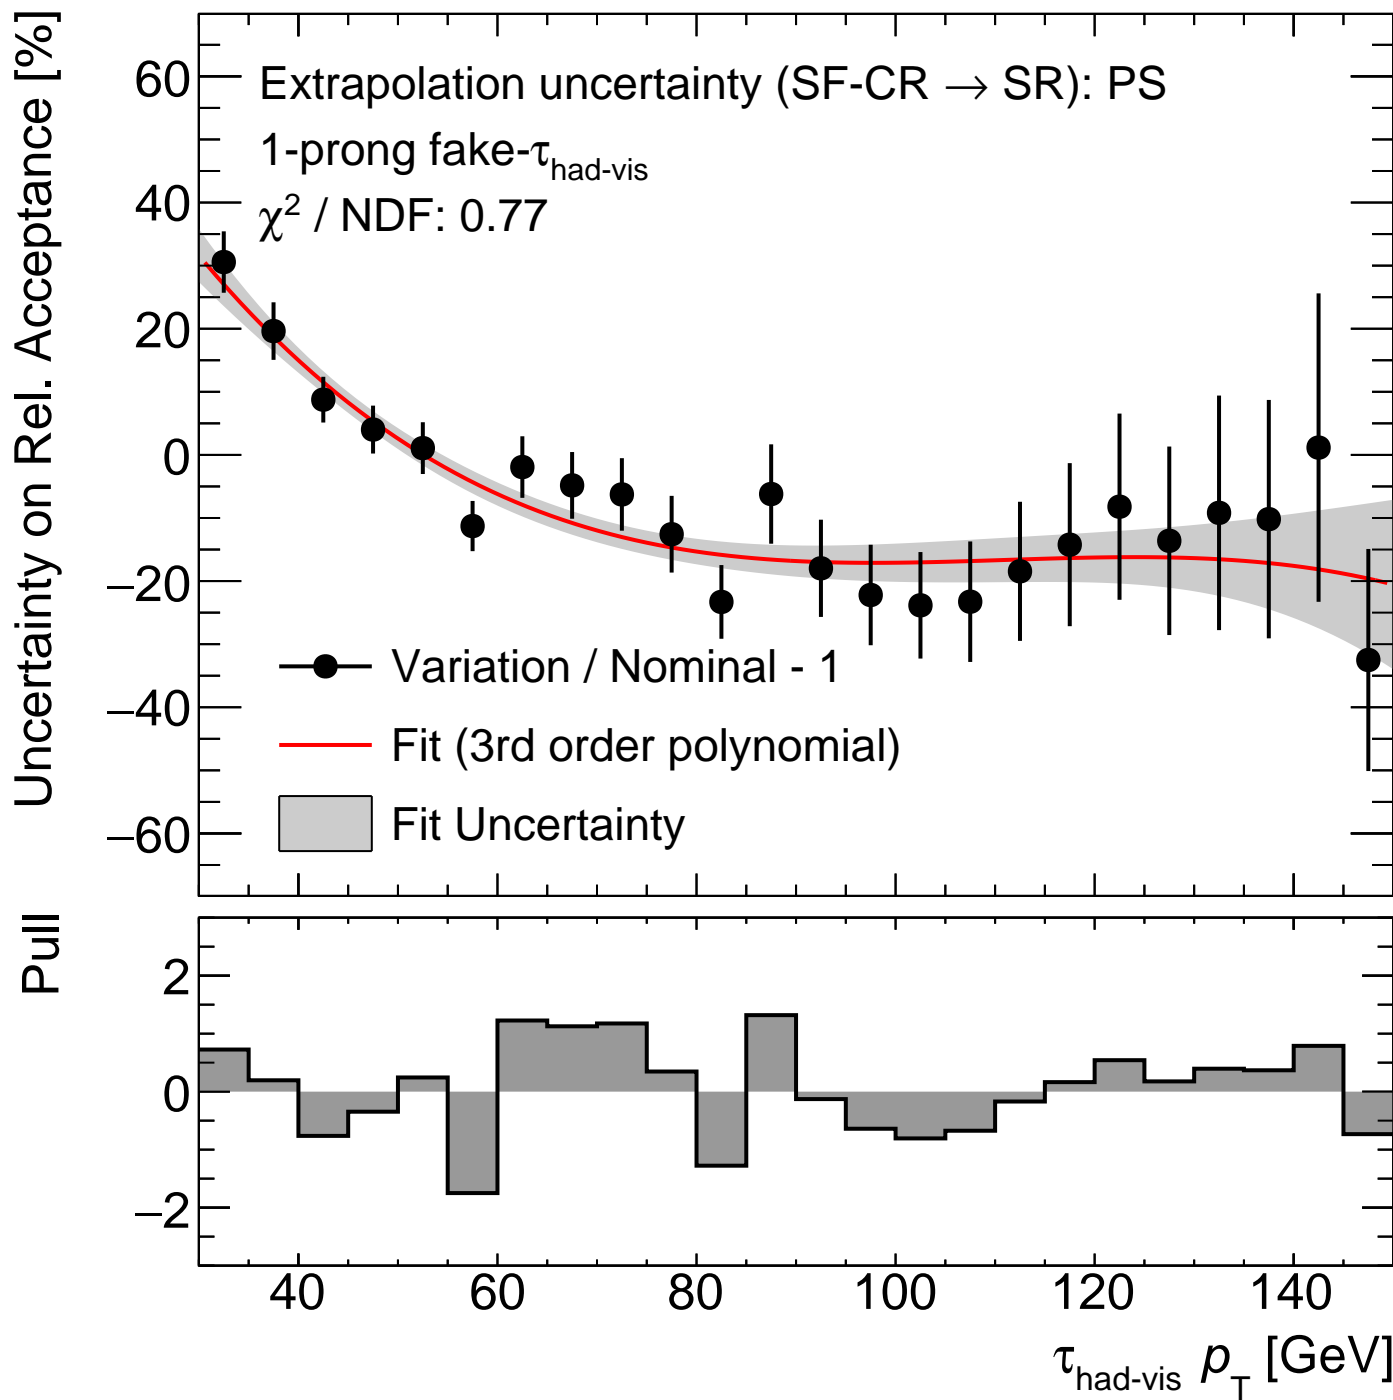 Uncertainty on Rel. Acceptance [%]
60
40
20
0
−20
−40
−60
Extrapolation uncertainty (SF-CR → SR): PS
1-prong fake-τhad-vis
χ² / NDF: 0.77
Variation / Nominal - 1
Fit (3rd order polynomial)
Fit Uncertainty
Pull
2
0
−2
40 60 80 100 120 140
τhad-vis pT [GeV]